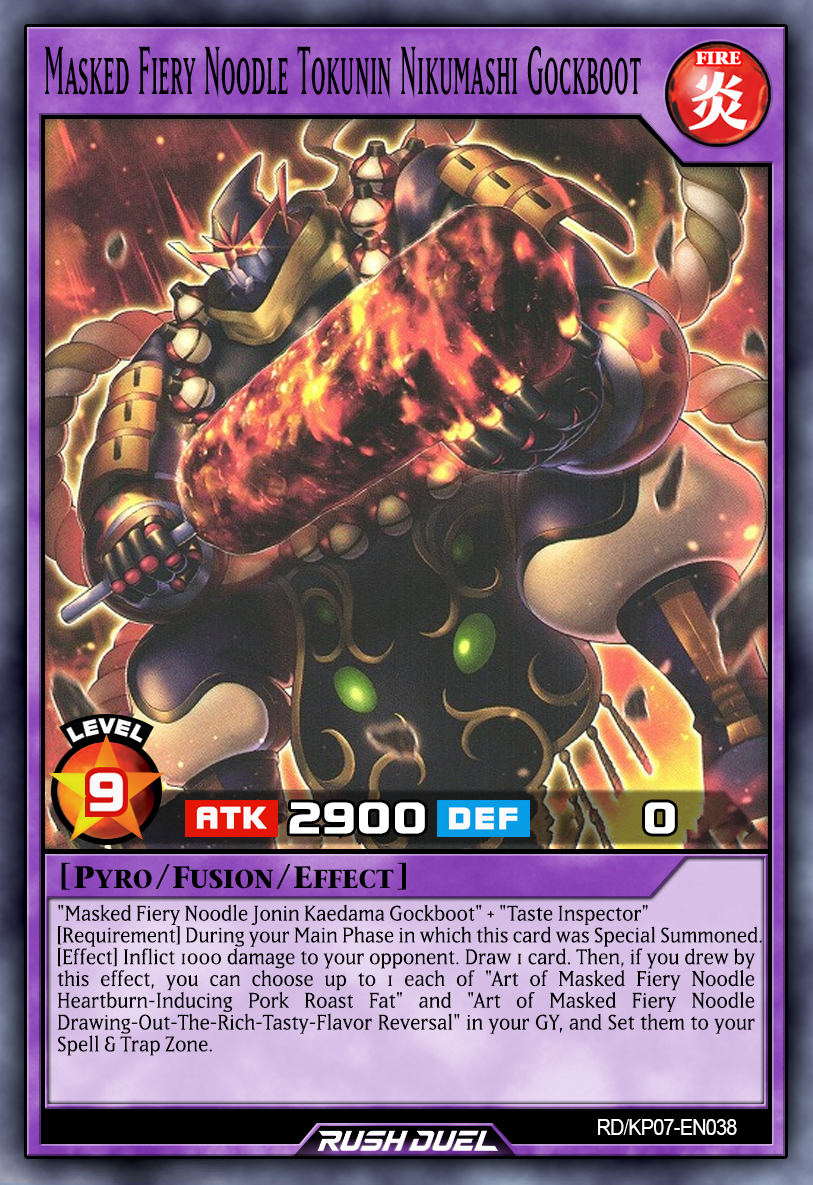 MASKED FIERY NOODLE TOKUNIN NIKUMASHI GOCKBOOT
FIRE
炎
LEVEL
9
ATK 2900 DEF 0
[PYRO/FUSION/EFFECT]
"Masked Fiery Noodle Jonin Kaedama Gockboot" + "Taste Inspector"
[Requirement] During your Main Phase in which this card was Special Summoned.
[Effect] Inflict 1000 damage to your opponent. Draw 1 card. Then, if you drew by
this effect, you can choose up to 1 each of "Art of Masked Fiery Noodle
Heartburn-Inducing Pork Roast Fat" and "Art of Masked Fiery Noodle
Drawing-Out-The-Rich-Tasty-Flavor Reversal" in your GY, and Set them to your
Spell & Trap Zone.
RD/KP07-EN038
RUSH DUEL